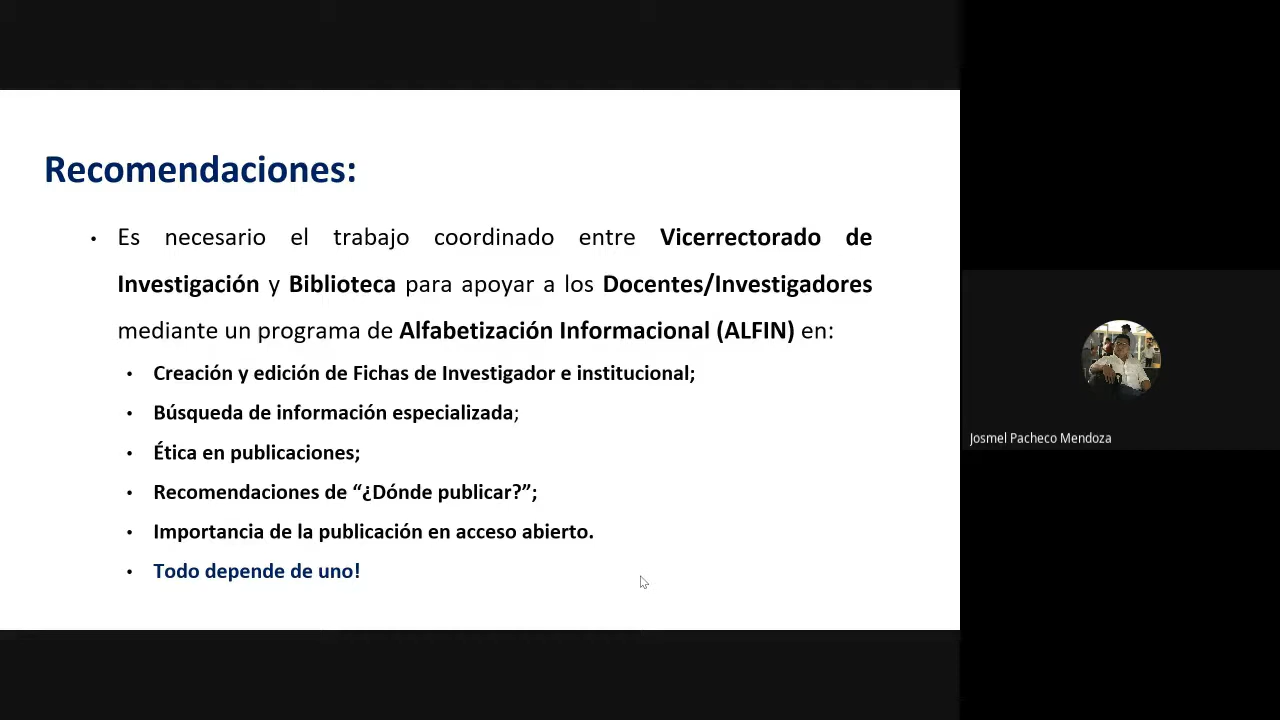 Recomendaciones:
• Es necesario el trabajo coordinado entre Vicerrectorado de
Investigación y Biblioteca para apoyar a los Docentes/Investigadores
mediante un programa de Alfabetización Informacional (ALFIN) en:
• Creación y edición de Fichas de Investigador e institucional;
• Búsqueda de información especializada;
• Ética en publicaciones;
• Recomendaciones de “¿Dónde publicar?”;
• Importancia de la publicación en acceso abierto.
• Todo depende de uno!
Josmel Pacheco Mendoza